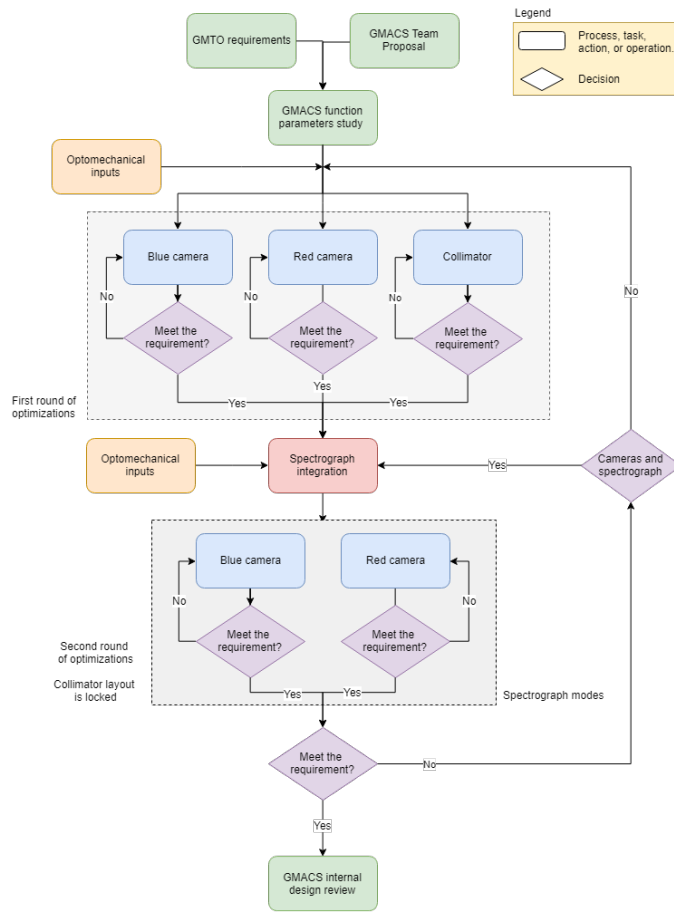 Legend
Process, task,
action, or operation.
Decision
GMTO requirements
GMACS Team
Proposal
GMACS function
parameters study
Optomechanical
inputs
Blue camera
Red camera
Collimator
No
No
No
No
Meet the
requirement?
Meet the
requirement?
Meet the
requirement?
Yes
Yes
Yes
First round of
optimizations
Optomechanical
inputs
Spectrograph
integration
Yes
Cameras and
spectrograph
Blue camera
Red camera
No
No
Meet the
requirement?
Meet the
requirement?
Second round
of optimizations
Collimator layout
is locked
Yes
Yes
Spectrograph modes
Meet the
requirement?
No
Yes
GMACS internal
design review